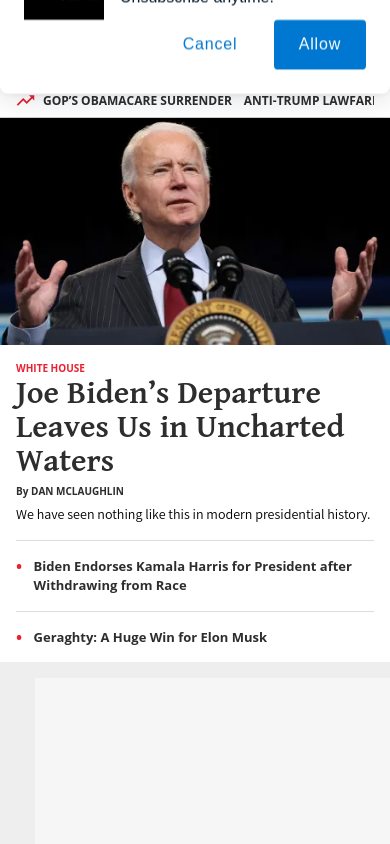 Unsubscribe anytime.
Cancel
Allow
GOP'S OBAMACARE SURRENDER ANTI-TRUMP LAWFARE
WHITE HOUSE
Joe Biden’s Departure
Leaves Us in Uncharted
Waters
By DAN MCLAUGHLIN
We have seen nothing like this in modern presidential history.
Biden Endorses Kamala Harris for President after
Withdrawing from Race
Geraghty: A Huge Win for Elon Musk